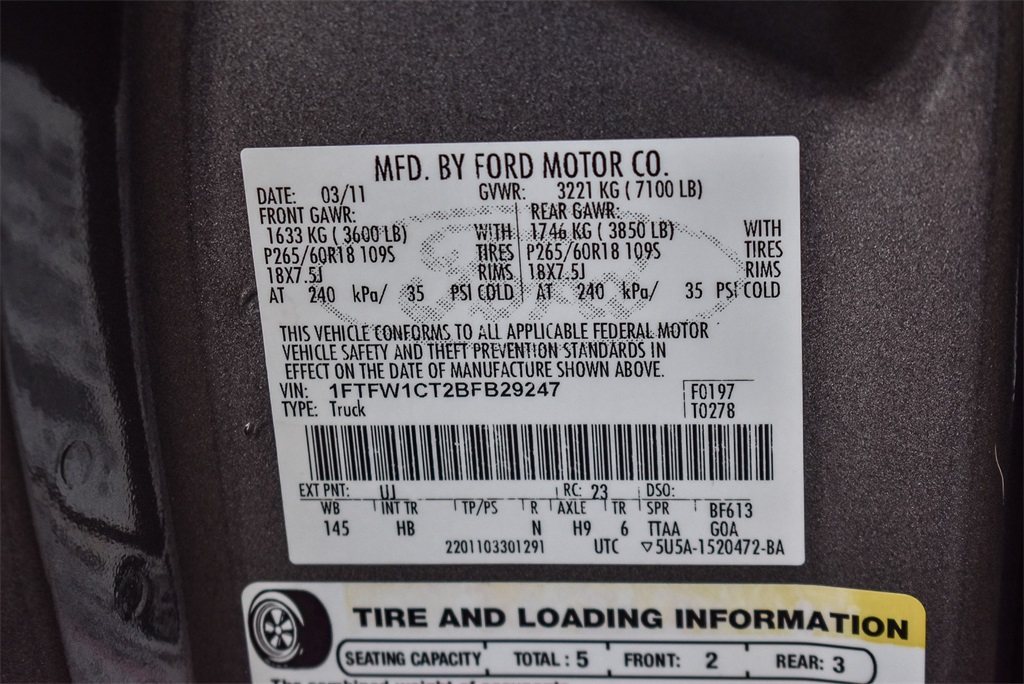 MFD. BY FORD MOTOR CO.
DATE: 03/11 GVWR: 3221 KG ( 7100 LB)
FRONT GAWR: REAR GAWR:
1633 KG ( 3600 LB) WITH 1746 KG ( 3850 LB) WITH
P265/60R18 109S TIRES P265/60R18 109S TIRES
18X7.5J RIMS 18X7.5J RIMS
AT 240 kPa/ 35 PSI COLD AT 240 kPa/ 35 PSI COLD
THIS VEHICLE CONFORMS TO ALL APPLICABLE FEDERAL MOTOR
VEHICLE SAFETY AND THEFT PREVENTION STANDARDS IN
EFFECT ON THE DATE OF MANUFACTURE SHOWN ABOVE.
VIN: 1FTFW1CT2BFB29247 F0197
TYPE: Truck T0278
EXT PNT: UJ RC: 23 DSO:
WB INT TR TP/PS R AXLE TR SPR BF613
145 HB N H9 6 TTAA GOA
2201103301291 UTC ▽5U5A-1520472-BA
TIRE AND LOADING INFORMATION
SEATING CAPACITY TOTAL : 5 FRONT: 2 REAR: 3